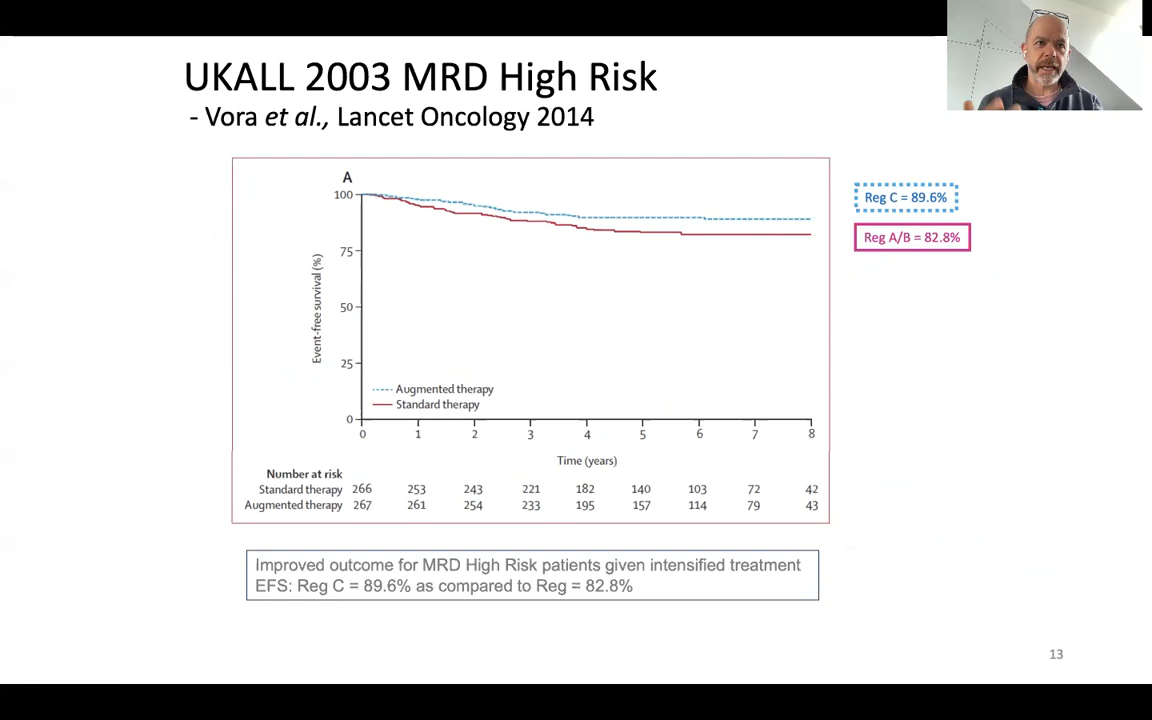 UKALL 2003 MRD High Risk
- Vora et al., Lancet Oncology 2014
A
100
75
50
25
0
Event-free survival (%)
Augmented therapy
Standard therapy
0 1 2 3 4 5 6 7 8
Time (years)
Number at risk
Standard therapy 266 253 243 221 182 140 103 72 42
Augmented therapy 267 261 254 233 195 157 114 79 43
Reg C = 89.6%
Reg A/B = 82.8%
Improved outcome for MRD High Risk patients given intensified treatment
EFS: Reg C = 89.6% as compared to Reg = 82.8%
13